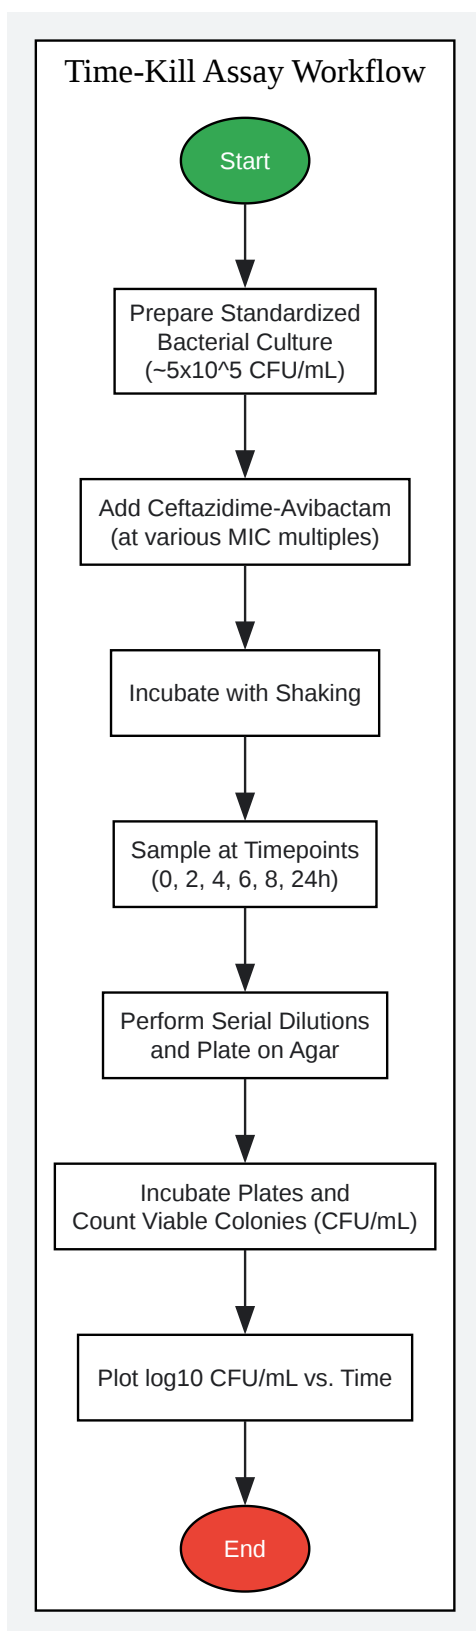 Time-Kill Assay Workflow
Start
Prepare Standardized
Bacterial Culture
(~5x10^5 CFU/mL)
Add Ceftazidime-Avibactam
(at various MIC multiples)
Incubate with Shaking
Sample at Timepoints
(0, 2, 4, 6, 8, 24h)
Perform Serial Dilutions
and Plate on Agar
Incubate Plates and
Count Viable Colonies (CFU/mL)
Plot log10 CFU/mL vs. Time
End